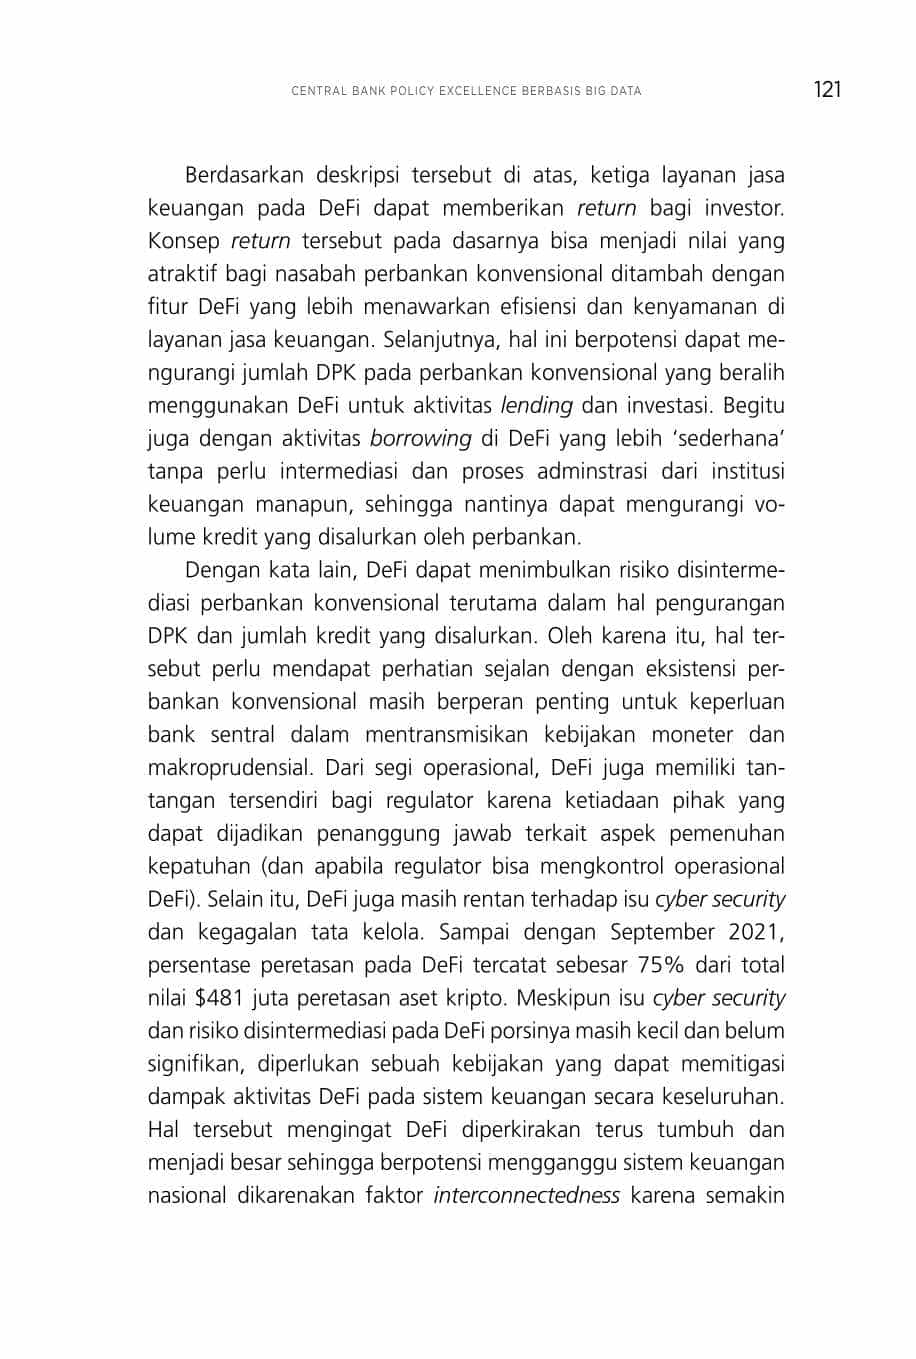 CENTRAL BANK POLICY EXCELLENCE BERBASIS BIG DATA
121
Berdasarkan deskripsi tersebut di atas, ketiga layanan jasa
keuangan pada DeFi dapat memberikan return bagi investor.
Konsep return tersebut pada dasarnya bisa menjadi nilai yang
atraktif bagi nasabah perbankan konvensional ditambah dengan
fitur DeFi yang lebih menawarkan efisiensi dan kenyamanan di
layanan jasa keuangan. Selanjutnya, hal ini berpotensi dapat me-
ngurangi jumlah DPK pada perbankan konvensional yang beralih
menggunakan DeFi untuk aktivitas lending dan investasi. Begitu
juga dengan aktivitas borrowing di DeFi yang lebih ‘sederhana’
tanpa perlu intermediasi dan proses adminstrasi dari institusi
keuangan manapun, sehingga nantinya dapat mengurangi vo-
lume kredit yang disalurkan oleh perbankan.
Dengan kata lain, DeFi dapat menimbulkan risiko disinterme-
diasi perbankan konvensional terutama dalam hal pengurangan
DPK dan jumlah kredit yang disalurkan. Oleh karena itu, hal ter-
sebut perlu mendapat perhatian sejalan dengan eksistensi per-
bankan konvensional masih berperan penting untuk keperluan
bank sentral dalam mentransmisikan kebijakan moneter dan
makroprudensial. Dari segi operasional, DeFi juga memiliki tan-
tangan tersendiri bagi regulator karena ketiadaan pihak yang
dapat dijadikan penanggung jawab terkait aspek pemenuhan
kepatuhan (dan apabila regulator bisa mengkontrol operasional
DeFi). Selain itu, DeFi juga masih rentan terhadap isu cyber security
dan kegagalan tata kelola. Sampai dengan September 2021,
persentase peretasan pada DeFi tercatat sebesar 75% dari total
nilai $481 juta peretasan aset kripto. Meskipun isu cyber security
dan risiko disintermediasi pada DeFi porsinya masih kecil dan belum
signifikan, diperlukan sebuah kebijakan yang dapat memitigasi
dampak aktivitas DeFi pada sistem keuangan secara keseluruhan.
Hal tersebut mengingat DeFi diperkirakan terus tumbuh dan
menjadi besar sehingga berpotensi mengganggu sistem keuangan
nasional dikarenakan faktor interconnectedness karena semakin